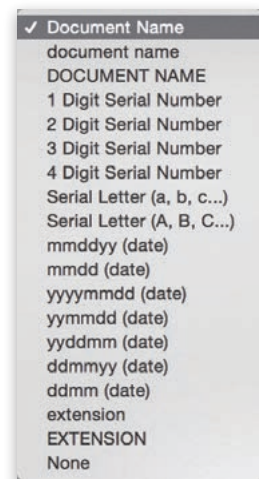 ✓ Document Name
document name
DOCUMENT NAME
1 Digit Serial Number
2 Digit Serial Number
3 Digit Serial Number
4 Digit Serial Number
Serial Letter (a, b, c...)
Serial Letter (A, B, C...)
mmddyy (date)
mmdd (date)
yyyymmdd (date)
yymmdd (date)
yyddmm (date)
ddmmyy (date)
ddmm (date)
extension
EXTENSION
None